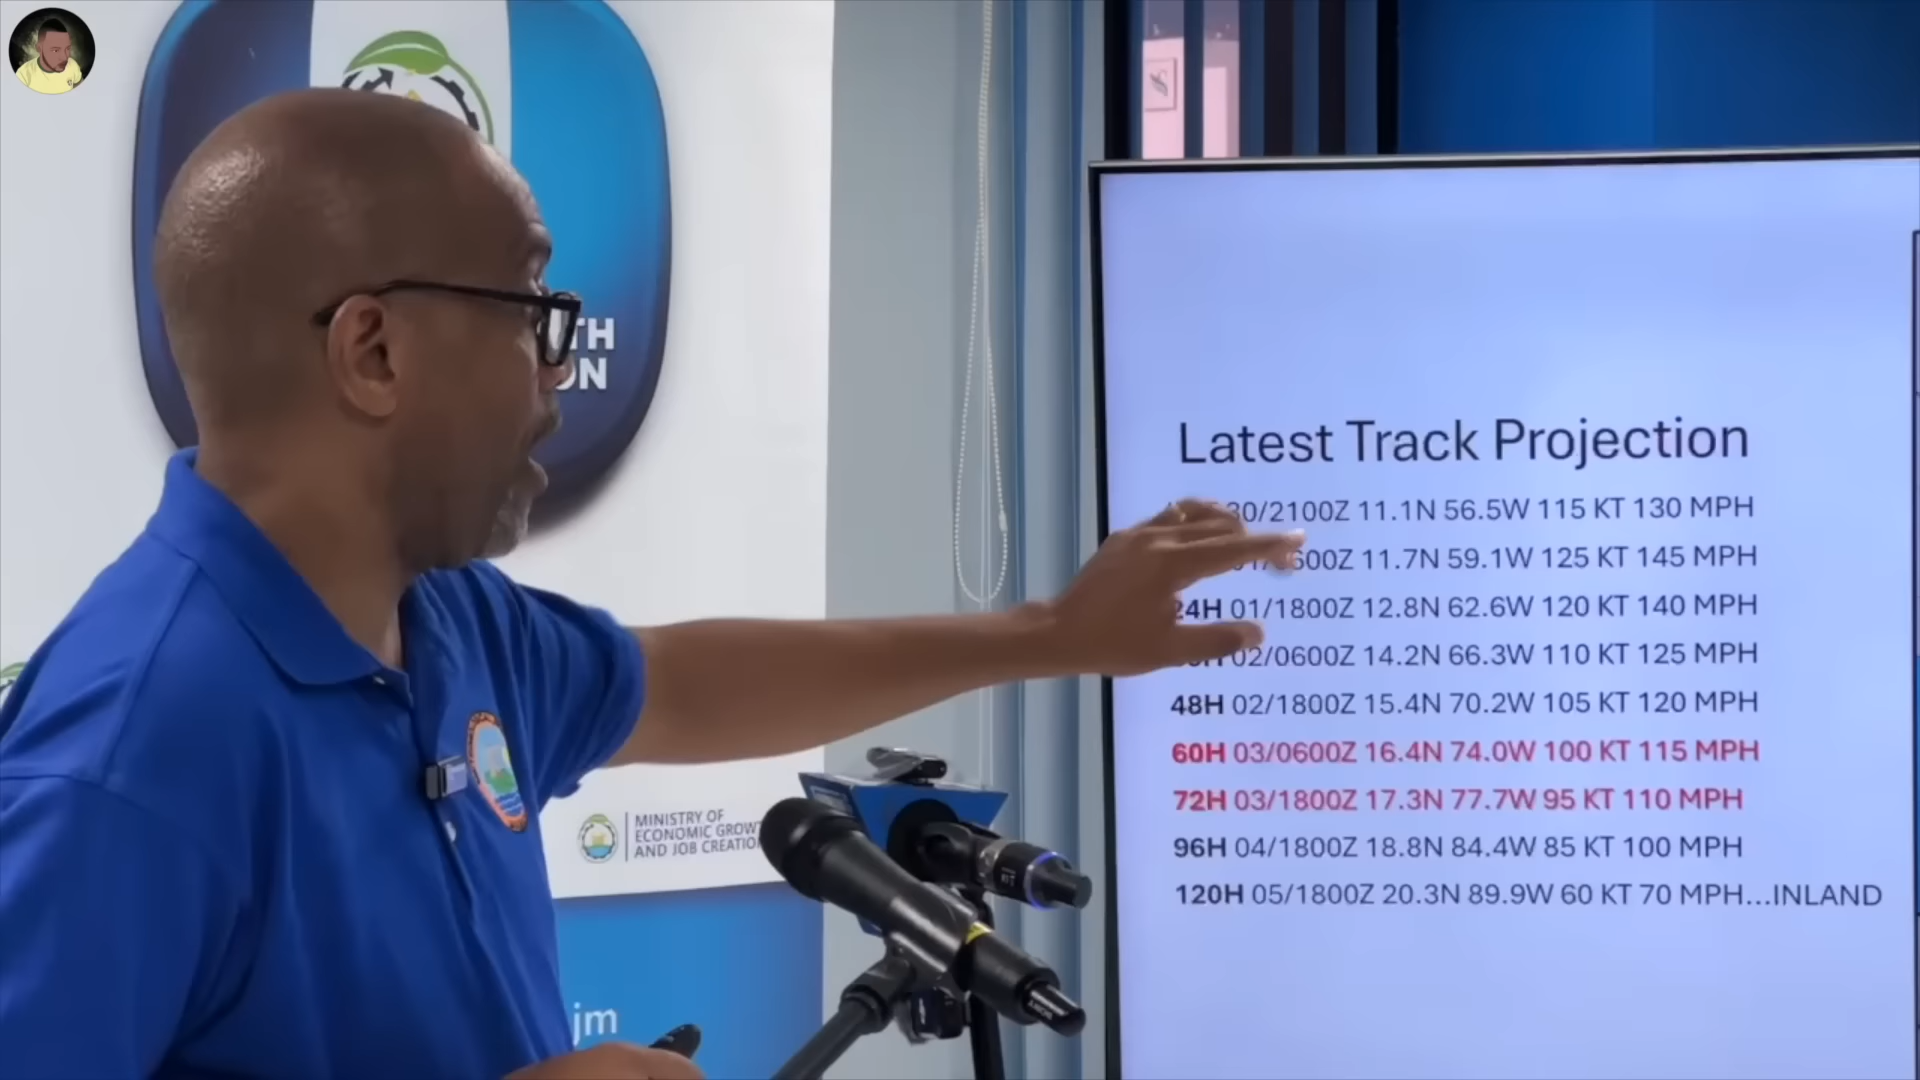 TH
ON
MINISTRY OF
ECONOMIC
AND JOB CREATION
jm
Latest Track Projection
30/2100Z 11.1N 56.5W 115 KT 130 MPH
600Z 11.7N 59.1W 125 KT 145 MPH
24H 01/1800Z 12.8N 62.6W 120 KT 140 MPH
02/0600Z 14.2N 66.3W 110 KT 125 MPH
48H 02/1800Z 15.4N 70.2W 105 KT 120 MPH
60H 03/0600Z 16.4N 74.0W 100 KT 115 MPH
72H 03/1800Z 17.3N 77.7W 95 KT 110 MPH
96H 04/1800Z 18.8N 84.4W 85 KT 100 MPH
120H 05/1800Z 20.3N 89.9W 60 KT 70 MPH...INLAND